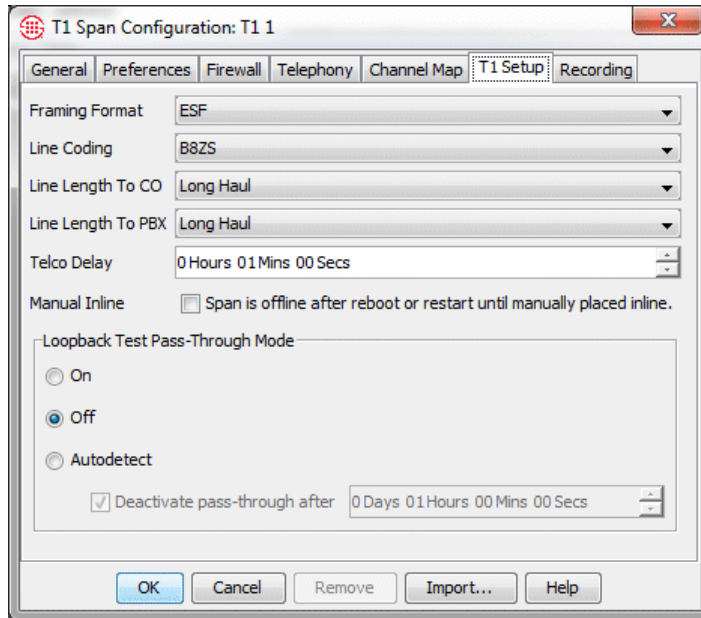 T1 Span Configuration: T1 1
General Preferences Firewall Telephony Channel Map T1 Setup Recording
Framing Format ESF
Line Coding B8ZS
Line Length To CO Long Haul
Line Length To PBX Long Haul
Telco Delay 0 Hours 01 Mins 00 Secs
Manual Inline Span is offline after reboot or restart until manually placed inline.
Loopback Test Pass-Through Mode
On
Off
Autodetect
Deactivate pass-through after 0 Days 01 Hours 00 Mins 00 Secs
OK Cancel Remove Import... Help